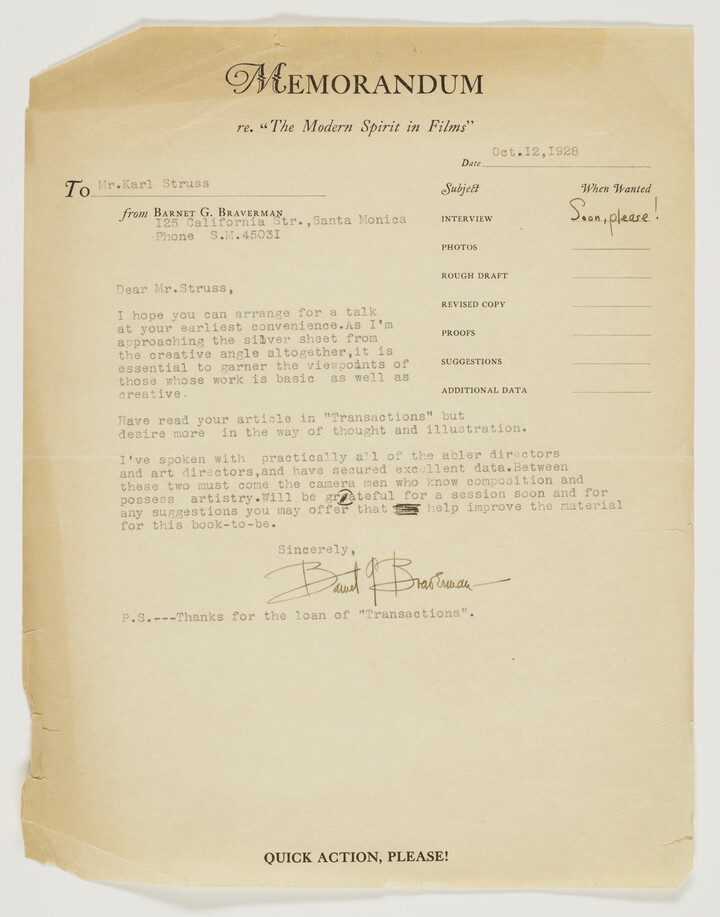 MEMORANDUM
re. "The Modern Spirit in Films"
Date Oct.I2,I928
To Mr.Karl Struss
from BARNET G. BRAVERMAN
I25 California Str.,Santa Monica
Phone S.M.4503I
Subject When Wanted
INTERVIEW Soon, please!
PHOTOS
ROUGH DRAFT
REVISED COPY
PROOFS
SUGGESTIONS
ADDITIONAL DATA
Dear Mr.Struss,
I hope you can arrange for a talk
at your earliest convenience.As I'm
approaching the silver sheet from
the creative angle altogether,it is
essential to garner the viewpoints of
those whose work is basic as well as
creative.
Have read your article in "Transactions" but
desire more in the way of thought and illustration.
I've spoken with practically all of the abler directors
and art directors,and have secured excellent data.Between
these two must come the camera men who know composition and
possess artistry.Will be grateful for a session soon and for
any suggestions you may offer that help improve the material
for this book-to-be.
Sincerely,
Barnet G Braverman
P.S.---Thanks for the loan of "Transactions".
QUICK ACTION, PLEASE!